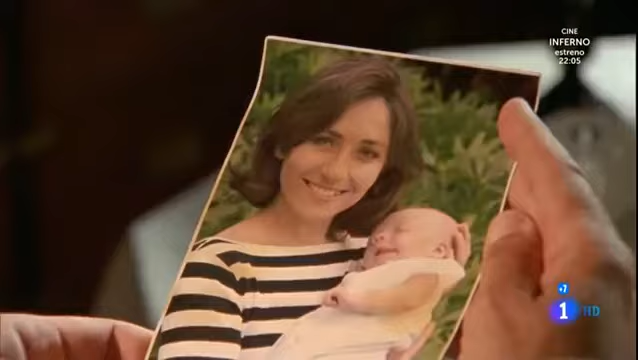 CINE
INFERNO
estreno
22:05
+7
1 HD